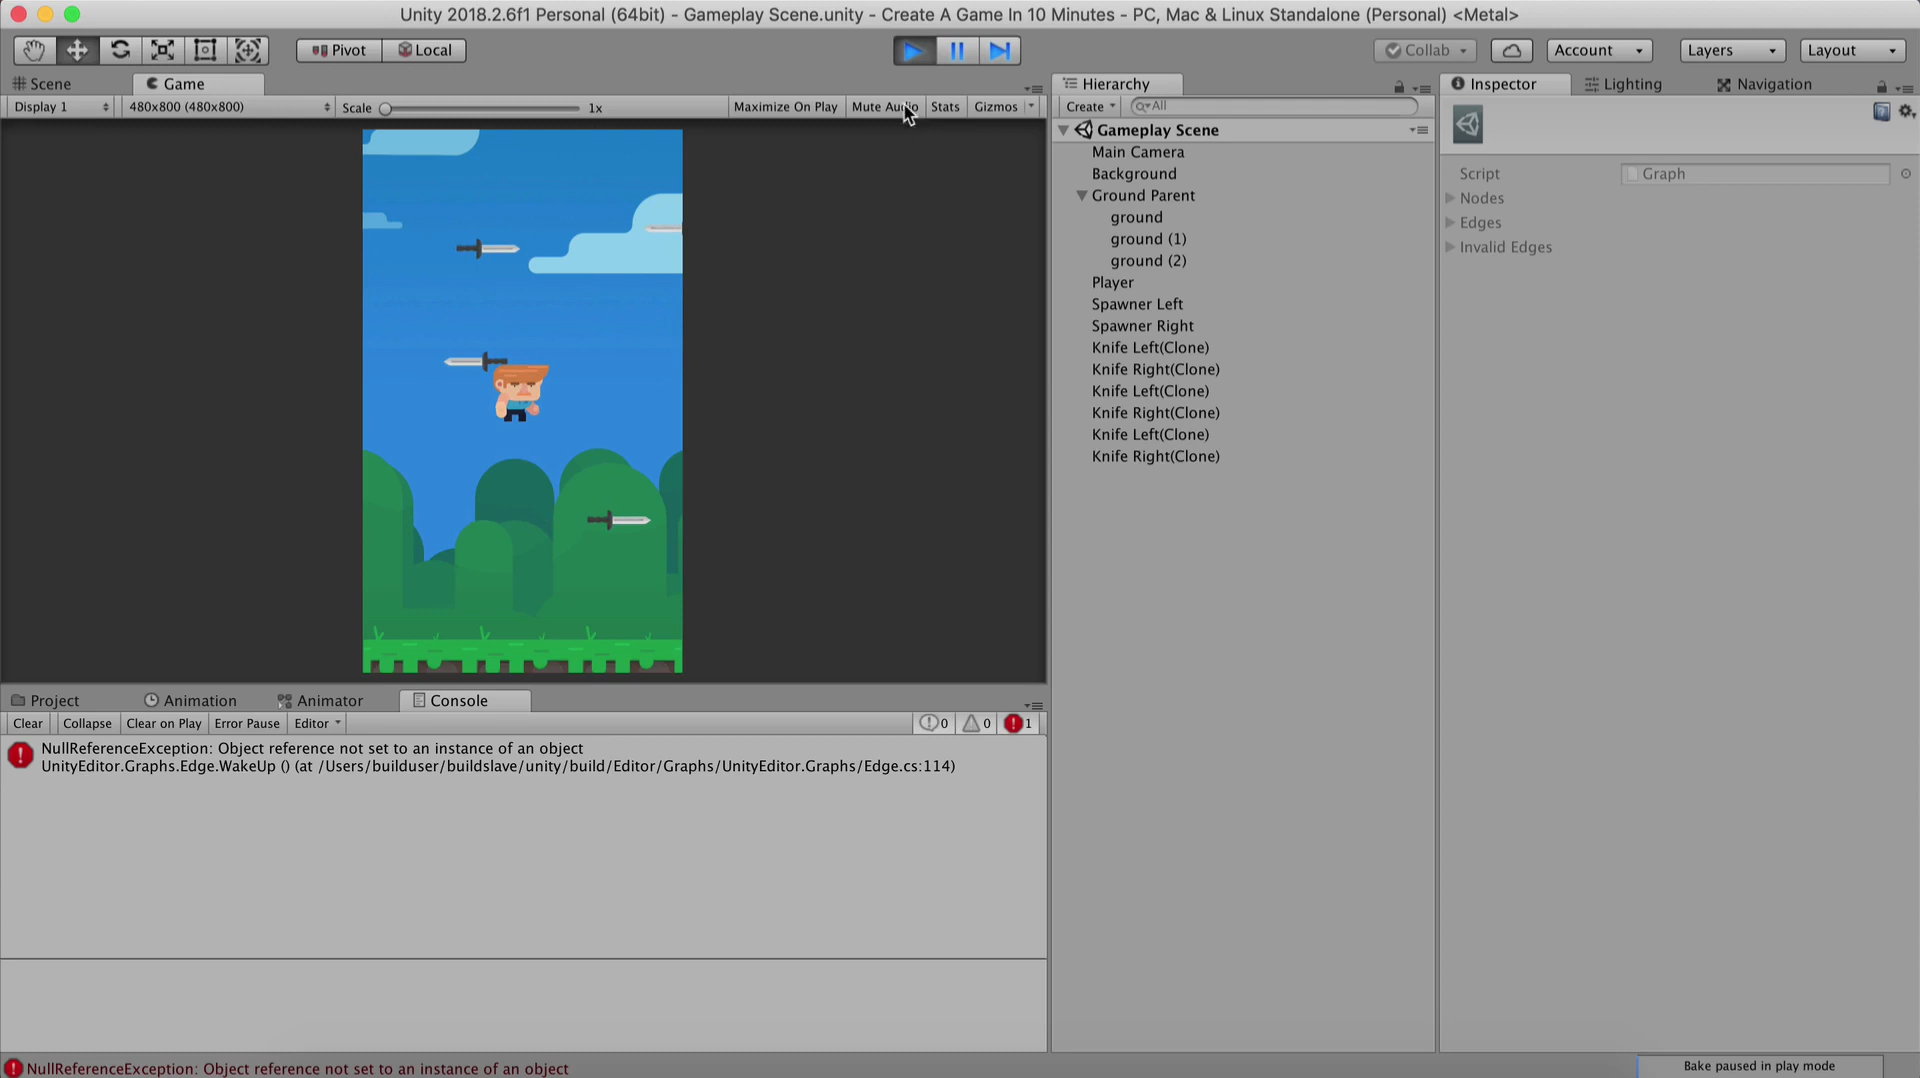 Unity 2018.2.6f1 Personal (64bit) - Gameplay Scene.unity - Create A Game In 10 Minutes - PC, Mac & Linux Standalone (Personal) <Metal>
Pivot Local Collab Account Layers Layout
Scene Game
Display 1 480x800 (480x800) Scale 1x Maximize On Play Mute Audio Stats Gizmos
Hierarchy
Create All
Gameplay Scene
Main Camera
Background
Ground Parent
ground
ground (1)
ground (2)
Player
Spawner Left
Spawner Right
Knife Left(Clone)
Knife Right(Clone)
Knife Left(Clone)
Knife Right(Clone)
Knife Left(Clone)
Knife Right(Clone)
Inspector Lighting Navigation
Script Graph
Nodes
Edges
Invalid Edges
Project Animation Animator Console
Clear Collapse Clear on Play Error Pause Editor 0 0 1
NullReferenceException: Object reference not set to an instance of an object
UnityEditor.Graphs.Edge.WakeUp () (at /Users/builduser/buildslave/unity/build/Editor/Graphs/UnityEditor.Graphs/Edge.cs:114)
NullReferenceException: Object reference not set to an instance of an object
Bake paused in play mode